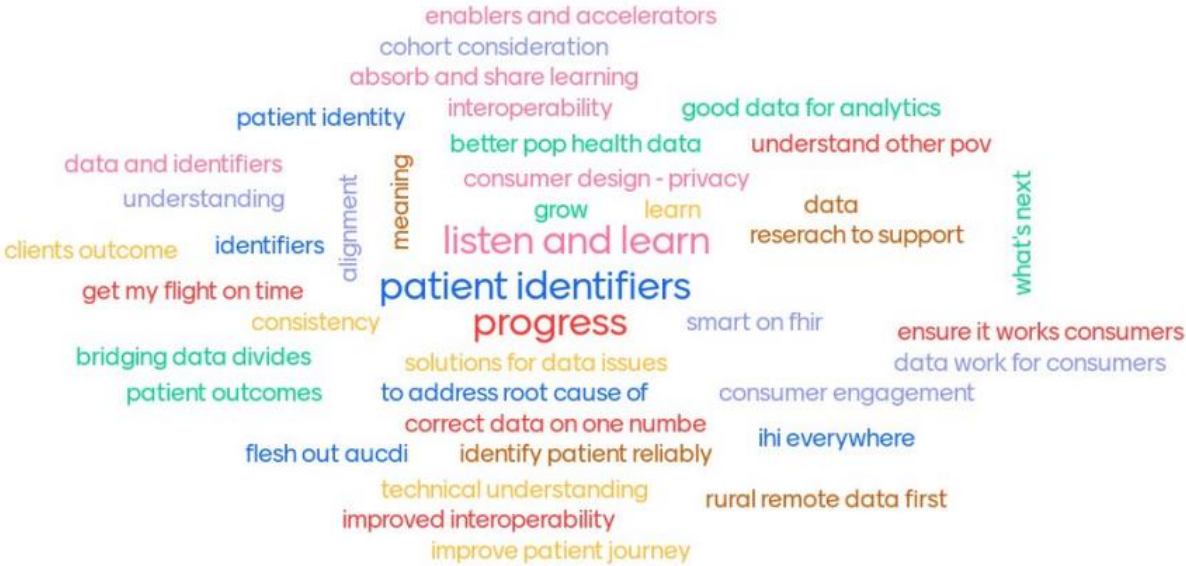 enablers and accelerators
cohort consideration
absorb and share learning
interoperability
good data for analytics
patient identity
better pop health data
understand other pov
data and identifiers
meaning
consumer design - privacy
what's next
understanding
alignment
grow
learn
data
listen and learn
reserach to support
clients outcome
identifiers
get my flight on time
patient identifiers
consistency
progress
smart on fhir
ensure it works consumers
bridging data divides
solutions for data issues
data work for consumers
patient outcomes
to address root cause of
consumer engagement
correct data on one numbe
ihi everywhere
flesh out aucdi
identify patient reliably
technical understanding
rural remote data first
improved interoperability
improve patient journey